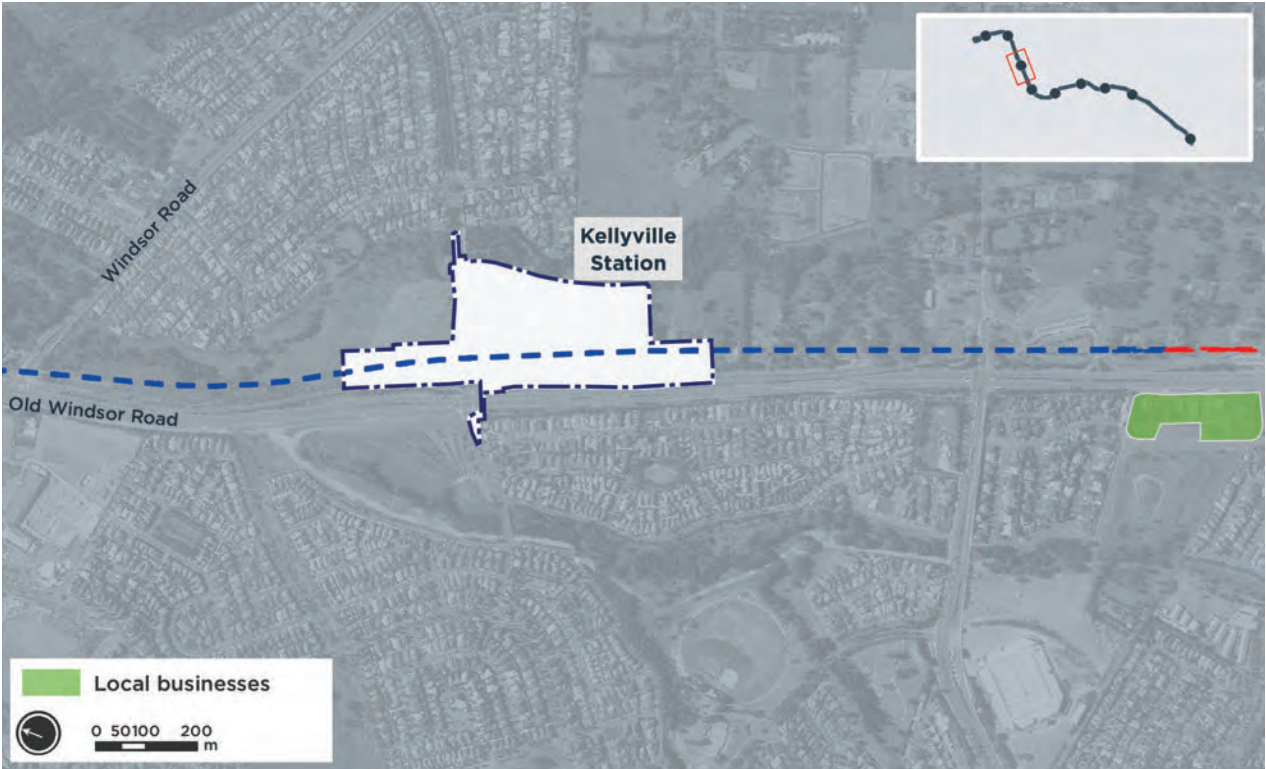 Kellyville
Station
Windsor Road
Old Windsor Road
Local businesses
0 50100 200
m